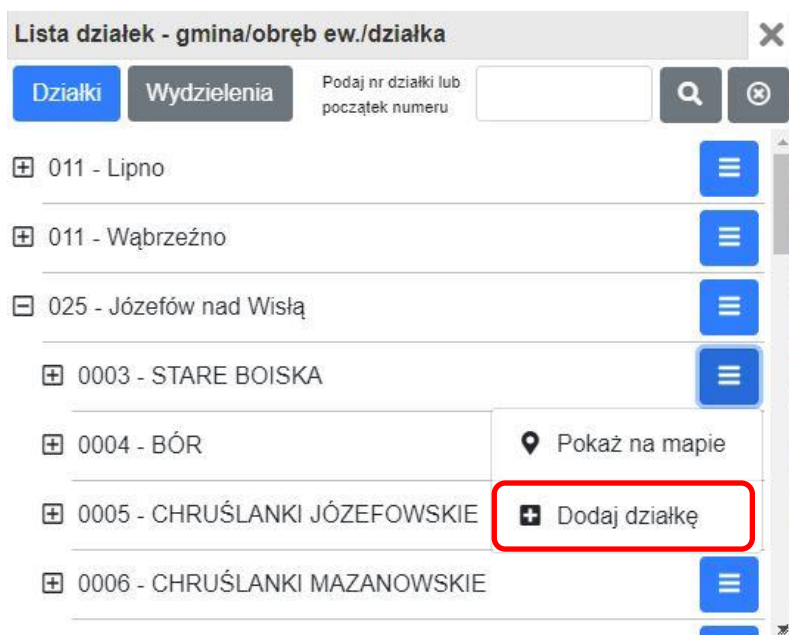 Lista działek - gmina/obręb ew./działka
Działki
Wydzielenia
Podaj nr działki lub
początek numeru
011 - Lipno
011 - Wąbrzeźno
025 - Józefów nad Wisłą
0003 - STARE BOISKA
0004 - BÓR
Pokaż na mapie
0005 - CHRUŚLANKI JÓZEFOWSKIE
Dodaj działkę
0006 - CHRUŚLANKI MAZANOWSKIE